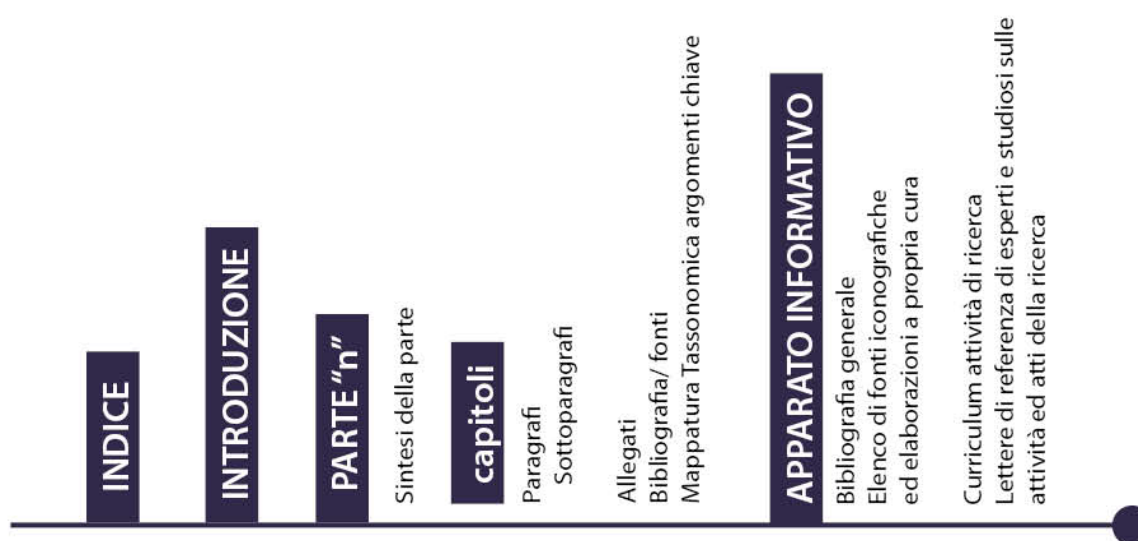 INDICE
INTRODUZIONE
PARTE “n”
Sintesi della parte
capitoli
Paragrafi
Sottoparagrafi
Allegati
Bibliografia/ fonti
Mappatura Tassonomica argomenti chiave
APPARATO INFORMATIVO
Bibliografia generale
Elenco di fonti iconografiche
ed elaborazioni a propria cura
Curriculum attività di ricerca
Lettere di referenza di esperti e studiosi sulle
attività ed atti della ricerca